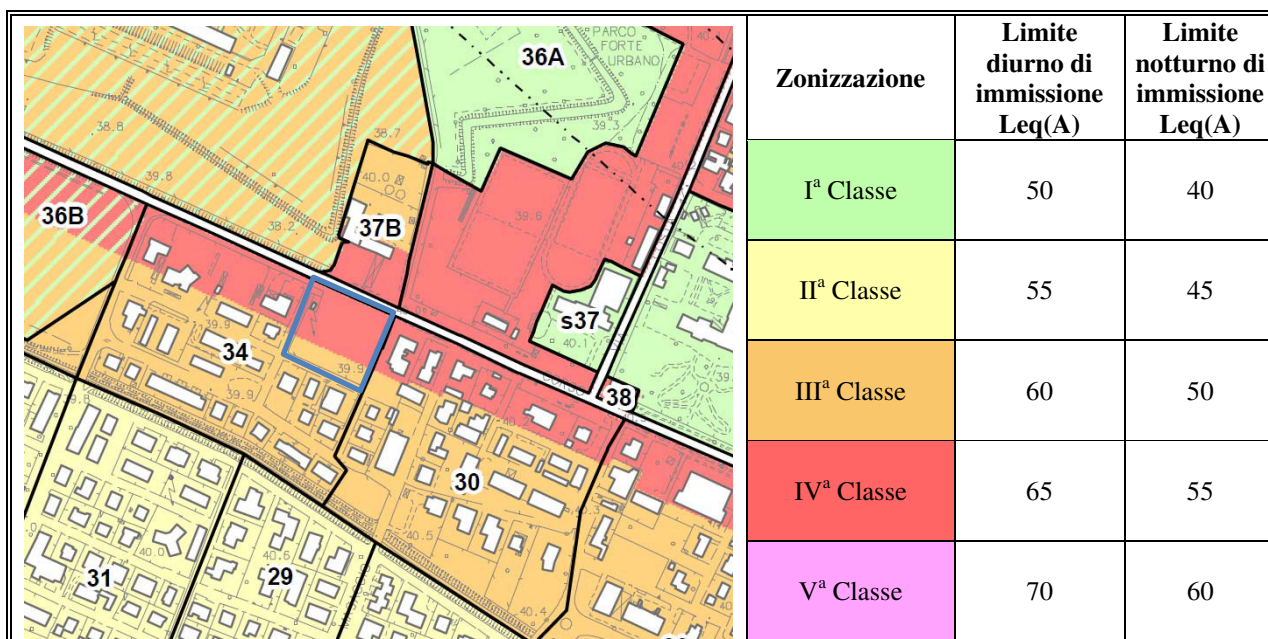 PARCO
FORTE
URBANO
36A
38.8
38.7
39.3
39.8
40.0
39.6
36B
38.2
37B
s37
40.1
39.9
34
39.9
39.9
38
40.2
30
40.3
40.5
40.0
40.6
31
29
40.4
Zonizzazione
Limite
diurno di
immissione
Leq(A)
Limite
notturno di
immissione
Leq(A)
Iª Classe
50
40
IIª Classe
55
45
IIIª Classe
60
50
IVª Classe
65
55
Vª Classe
70
60